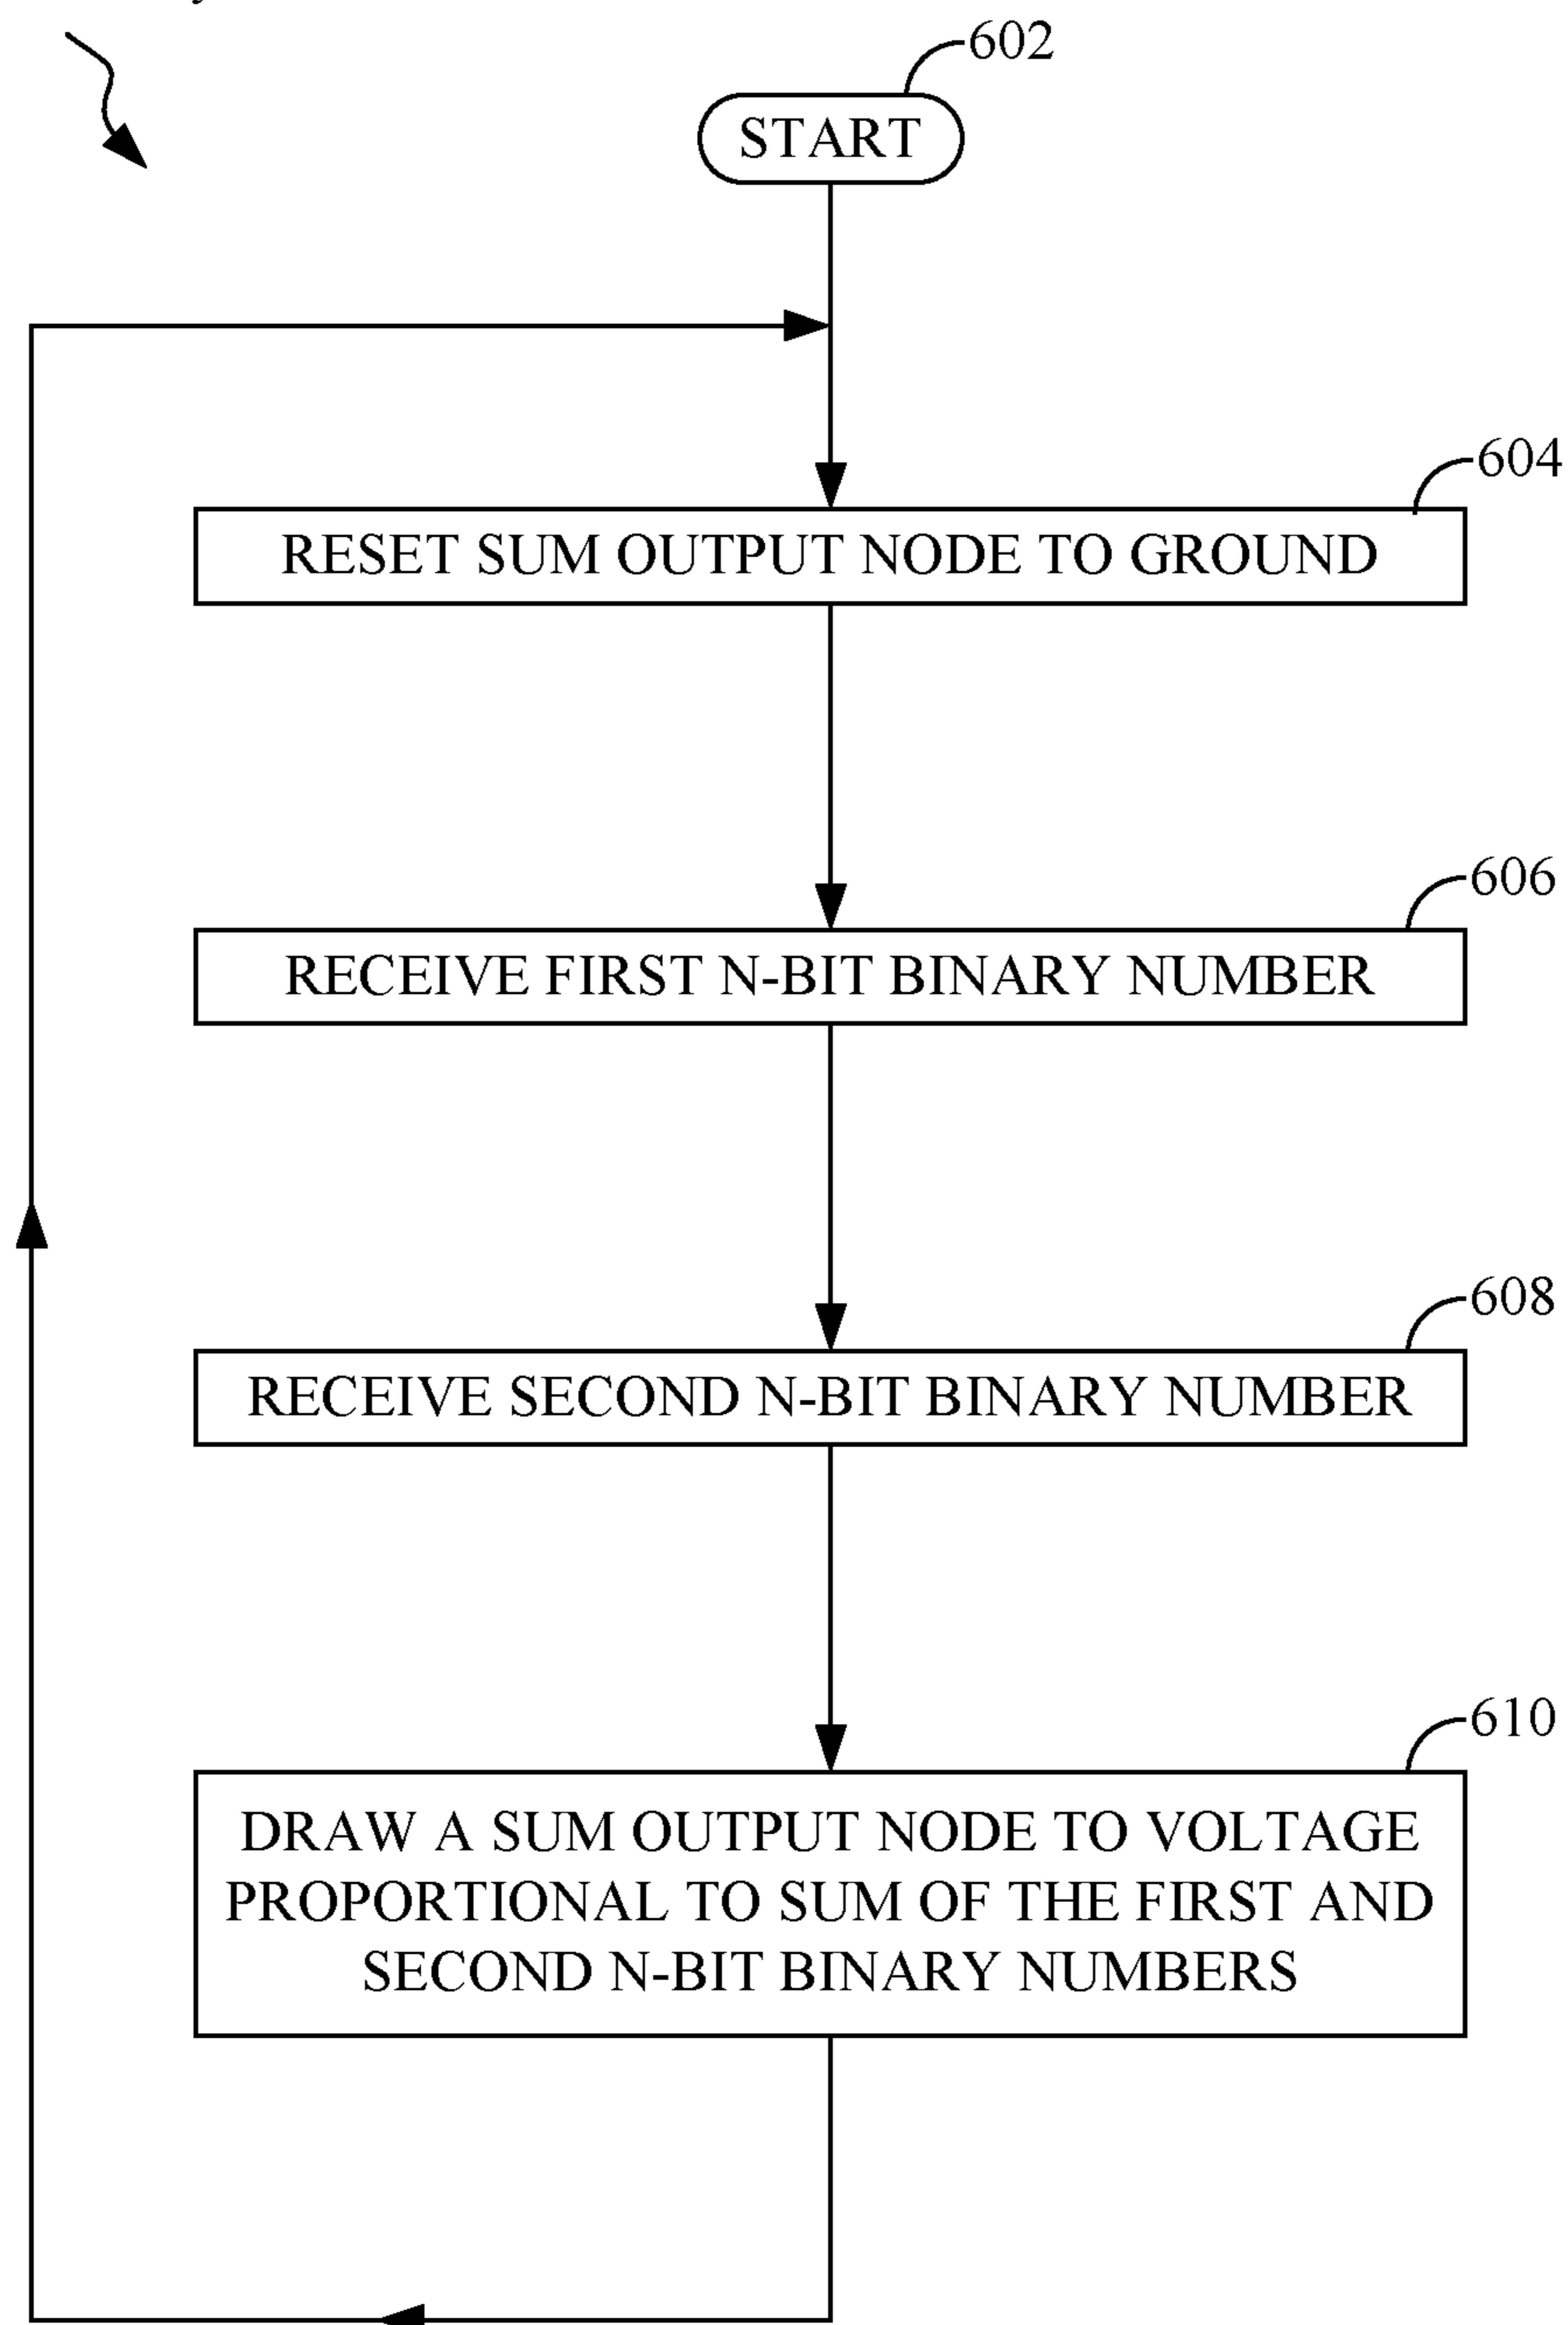 602
START
604
RESET SUM OUTPUT NODE TO GROUND
606
RECEIVE FIRST N-BIT BINARY NUMBER
608
RECEIVE SECOND N-BIT BINARY NUMBER
610
DRAW A SUM OUTPUT NODE TO VOLTAGE
PROPORTIONAL TO SUM OF THE FIRST AND
SECOND N-BIT BINARY NUMBERS